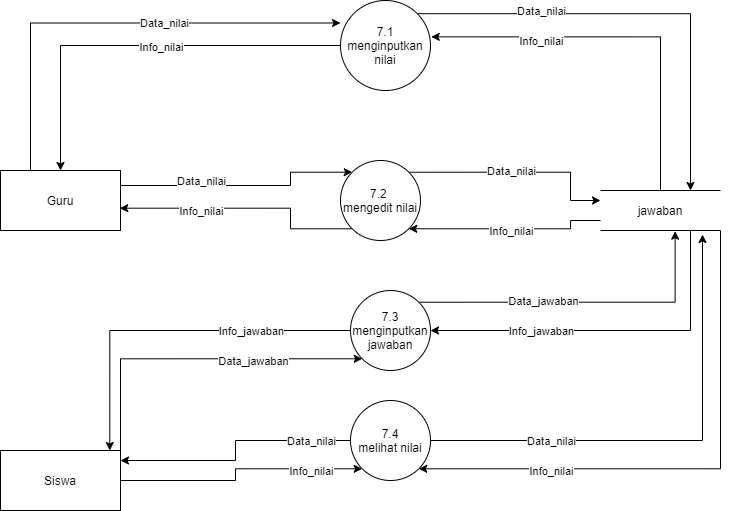 Data_nilai
Data_nilai
7.1
menginputkan
nilai
Info_nilai
Info_nilai
Guru
Data_nilai
Data_nilai
7.2
mengedit nilai
Info_nilai
Info_nilai
jawaban
7.3
menginputkan
jawaban
Data_jawaban
Info_jawaban
Info_jawaban
Data_jawaban
7.4
melihat nilai
Data_nilai
Data_nilai
Info_nilai
Info_nilai
Siswa